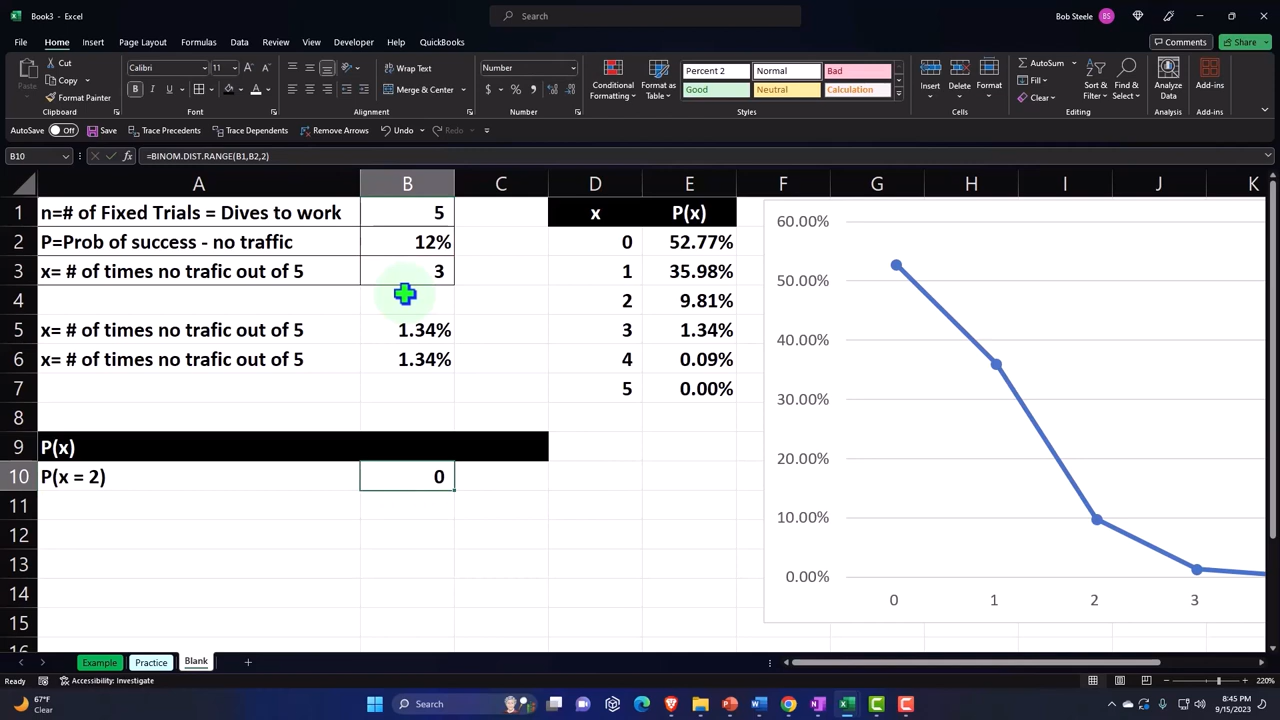 Book3 - Excel
Search
Bob Steele
BS
File Home Insert Page Layout Formulas Data Review View Developer Help QuickBooks
Comments Share
Paste
Cut
Copy
Format Painter
Clipboard
Calibri 11
B I U
Font
Wrap Text
Merge & Center
Alignment
Number
$ % ,
Number
Conditional Formatting
Format as Table
Percent 2 Normal Bad
Good Neutral Calculation
Styles
Insert Delete Format
Cells
AutoSum
Fill
Clear
Sort & Filter
Find & Select
Editing
Analyze Data
Analysis
Add-ins
Add-ins
AutoSave Off Save Trace Precedents Trace Dependents Remove Arrows Undo Redo
B10 fx =BINOM.DIST.RANGE(B1,B2,2)
A B C D E F G H I J K
1 n=# of Fixed Trials = Dives to work 5 x P(x)
2 P=Prob of success - no traffic 12% 0 52.77%
3 x= # of times no trafic out of 5 3 1 35.98%
4 2 9.81%
5 x= # of times no trafic out of 5 1.34% 3 1.34%
6 x= # of times no trafic out of 5 1.34% 4 0.09%
7 5 0.00%
8
9 P(x)
10 P(x = 2) 0
11
12
13
14
15
16
60.00%
50.00%
40.00%
30.00%
20.00%
10.00%
0.00%
0 1 2 3
Example Practice Blank
Ready Accessibility: Investigate 220%
67°F
Clear
Search
8:45 PM
9/15/2023